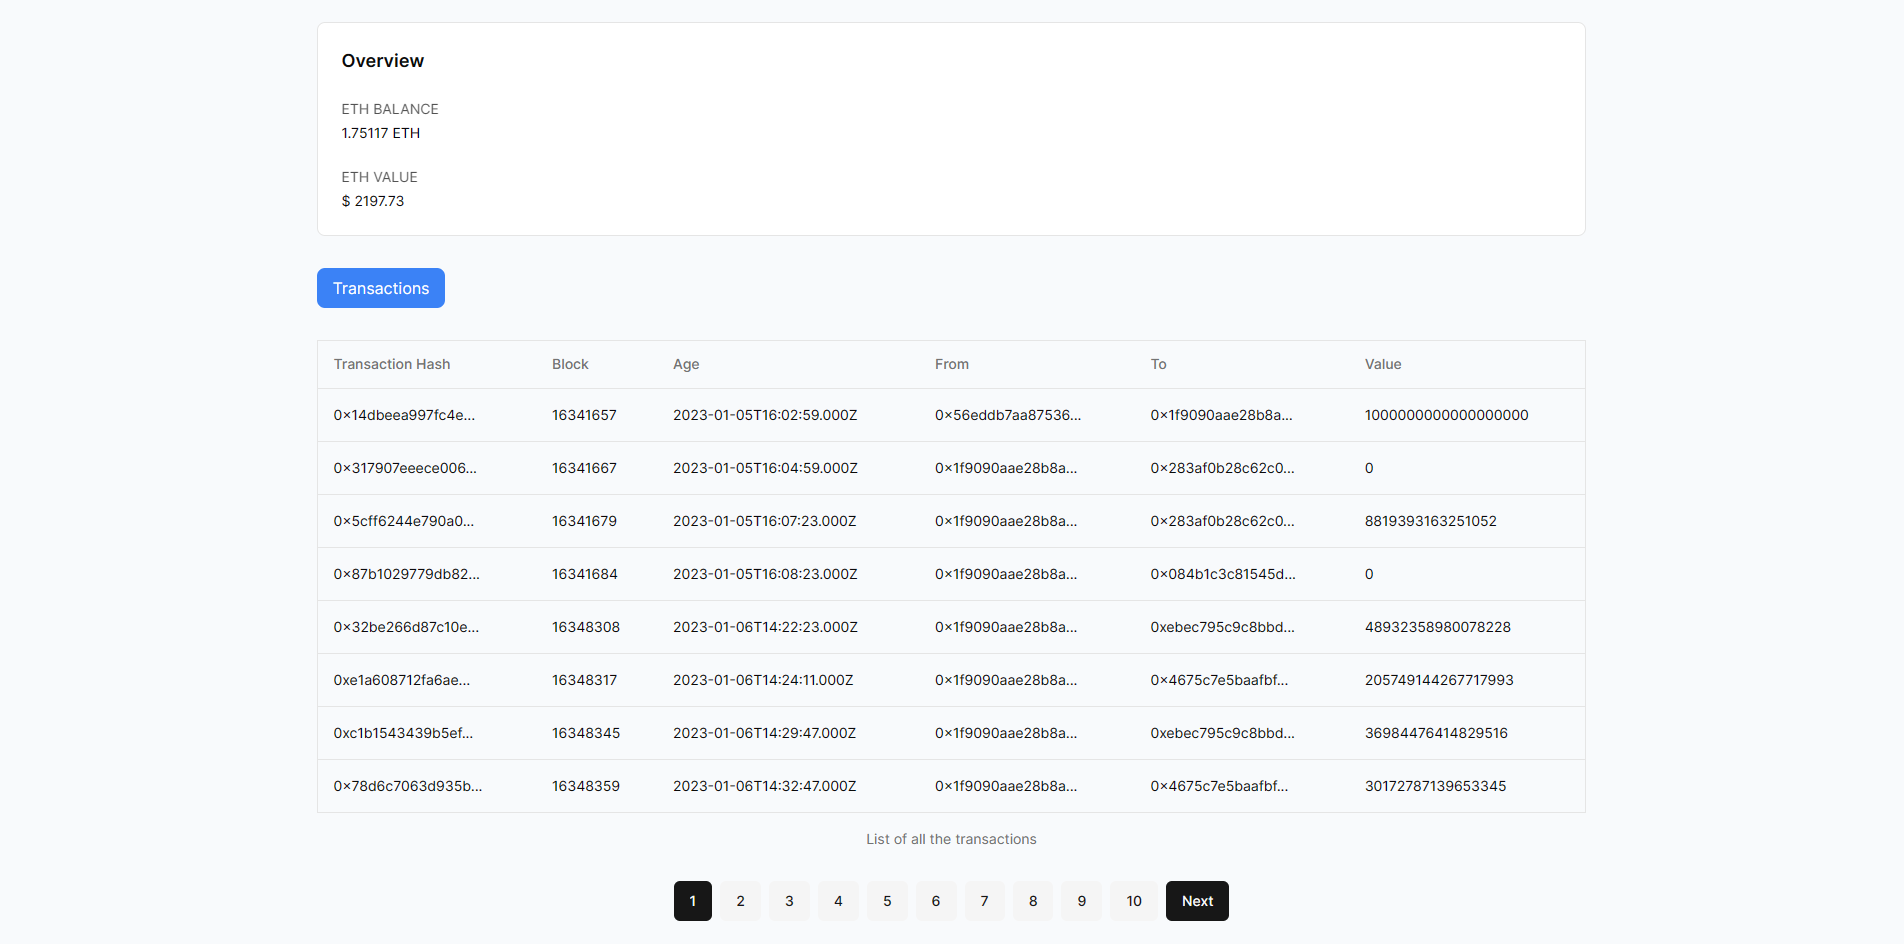 Overview
ETH BALANCE
1.75117 ETH
ETH VALUE
$ 2197.73
Transactions
Transaction Hash Block Age From To Value
0x14dbeea997fc4e... 16341657 2023-01-05T16:02:59.000Z 0x56eddb7aa87536... 0x1f9090aae28b8a... 1000000000000000000
0x317907eeece006... 16341667 2023-01-05T16:04:59.000Z 0x1f9090aae28b8a... 0x283af0b28c62c0... 0
0x5cff6244e790a0... 16341679 2023-01-05T16:07:23.000Z 0x1f9090aae28b8a... 0x283af0b28c62c0... 8819393163251052
0x87b1029779db82... 16341684 2023-01-05T16:08:23.000Z 0x1f9090aae28b8a... 0x084b1c3c81545d... 0
0x32be266d87c10e... 16348308 2023-01-06T14:22:23.000Z 0x1f9090aae28b8a... 0xebec795c9c8bbd... 48932358980078228
0xe1a608712fa6ae... 16348317 2023-01-06T14:24:11.000Z 0x1f9090aae28b8a... 0x4675c7e5baafbf... 205749144267717993
0xc1b1543439b5ef... 16348345 2023-01-06T14:29:47.000Z 0x1f9090aae28b8a... 0xebec795c9c8bbd... 36984476414829516
0x78d6c7063d935b... 16348359 2023-01-06T14:32:47.000Z 0x1f9090aae28b8a... 0x4675c7e5baafbf... 30172787139653345
List of all the transactions
1 2 3 4 5 6 7 8 9 10 Next